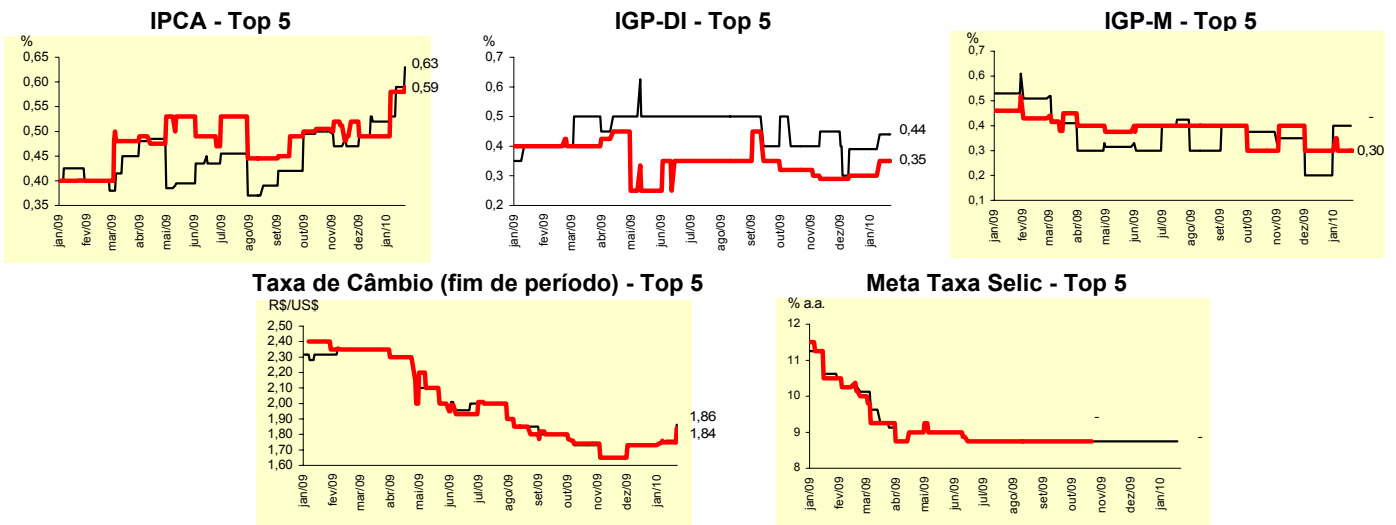 IPCA - Top 5
%
0,65
0,60
0,55
0,50
0,45
0,40
0,35
0,63
0,59
jan/09
fev/09
mar/09
abr/09
mai/09
jun/09
jul/09
ago/09
set/09
out/09
nov/09
dez/09
jan/10
IGP-DI - Top 5
%
0,7
0,6
0,5
0,4
0,3
0,2
0,44
0,35
jan/09
fev/09
mar/09
abr/09
mai/09
jun/09
jul/09
ago/09
set/09
out/09
nov/09
dez/09
jan/10
IGP-M - Top 5
%
0,7
0,6
0,5
0,4
0,3
0,2
0,1
-
0,30
jan/09
fev/09
mar/09
abr/09
mai/09
jun/09
jul/09
ago/09
set/09
out/09
nov/09
dez/09
jan/10
Taxa de Câmbio (fim de período) - Top 5
R$/US$
2,50
2,40
2,30
2,20
2,10
2,00
1,90
1,80
1,70
1,60
1,86
1,84
jan/09
fev/09
mar/09
abr/09
mai/09
jun/09
jul/09
ago/09
set/09
out/09
nov/09
dez/09
jan/10
Meta Taxa Selic - Top 5
% a.a.
12
11
10
9
8
-
-
jan/09
fev/09
mar/09
abr/09
mai/09
jun/09
jul/09
ago/09
set/09
out/09
nov/09
dez/09
jan/10